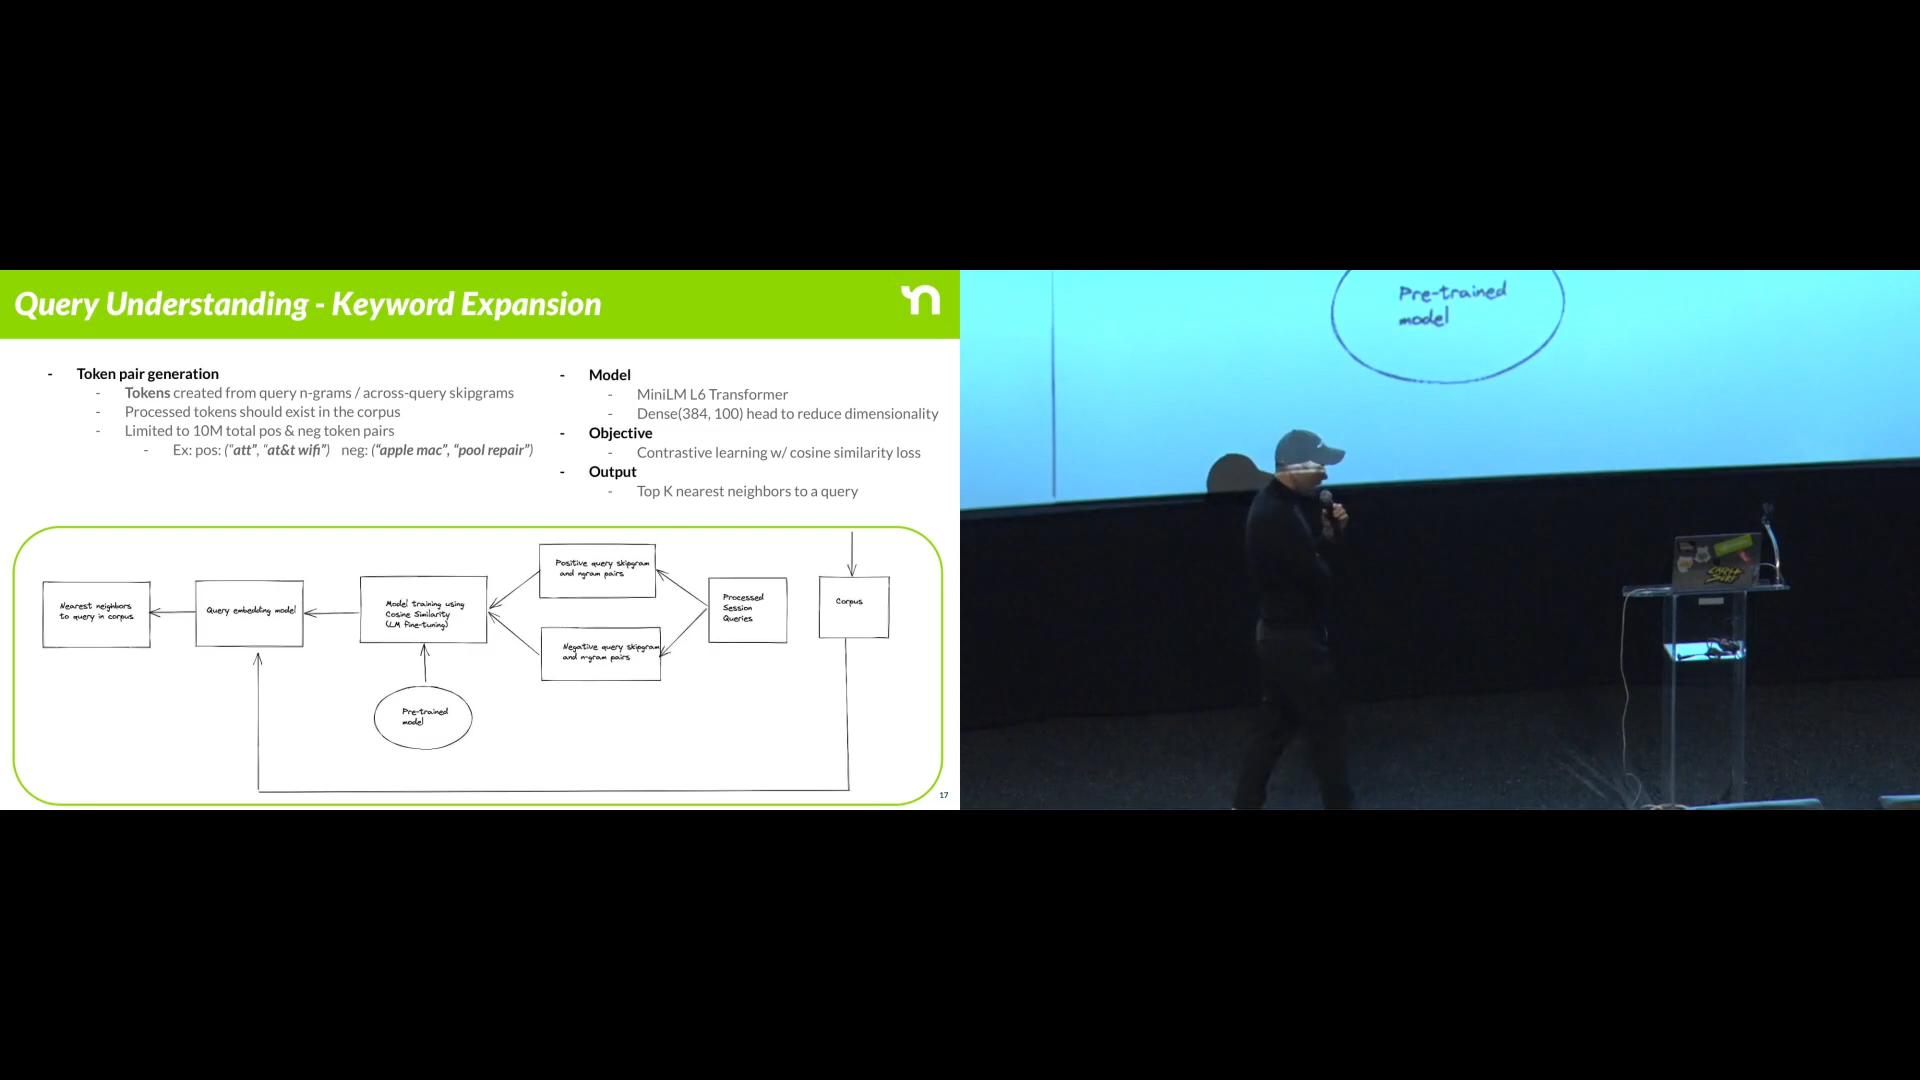 Query Understanding - Keyword Expansion
- Token pair generation
- Tokens created from query n-grams / across-query skipgrams
- Processed tokens should exist in the corpus
- Limited to 10M total pos & neg token pairs
- Ex: pos: (“att”, “at&t wifi”) neg: (“apple mac”, “pool repair”)
- Model
- MiniLM L6 Transformer
- Dense(384, 100) head to reduce dimensionality
- Objective
- Contrastive learning w/ cosine similarity loss
- Output
- Top K nearest neighbors to a query
Nearest neighbors
to query in corpus
Query embedding model
Model training using
Cosine Similarity
(LM fine-tuning)
Pre-trained
model
Positive query skipgram
and ngram pairs
Negative query skipgram
and n-gram pairs
Processed
Session
Queries
Corpus
17
Pre-trained
model